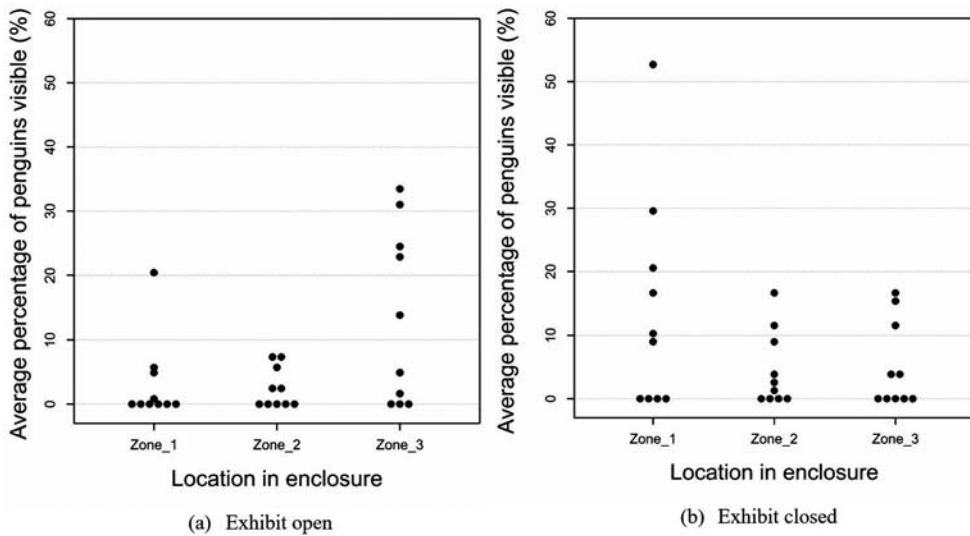 Average percentage of penguins visible (%)
60
50
40
30
20
10
0
Zone_1 Zone_2 Zone_3
Location in enclosure
(a) Exhibit open
Average percentage of penguins visible (%)
60
50
40
30
20
10
0
Zone_1 Zone_2 Zone_3
Location in enclosure
(b) Exhibit closed